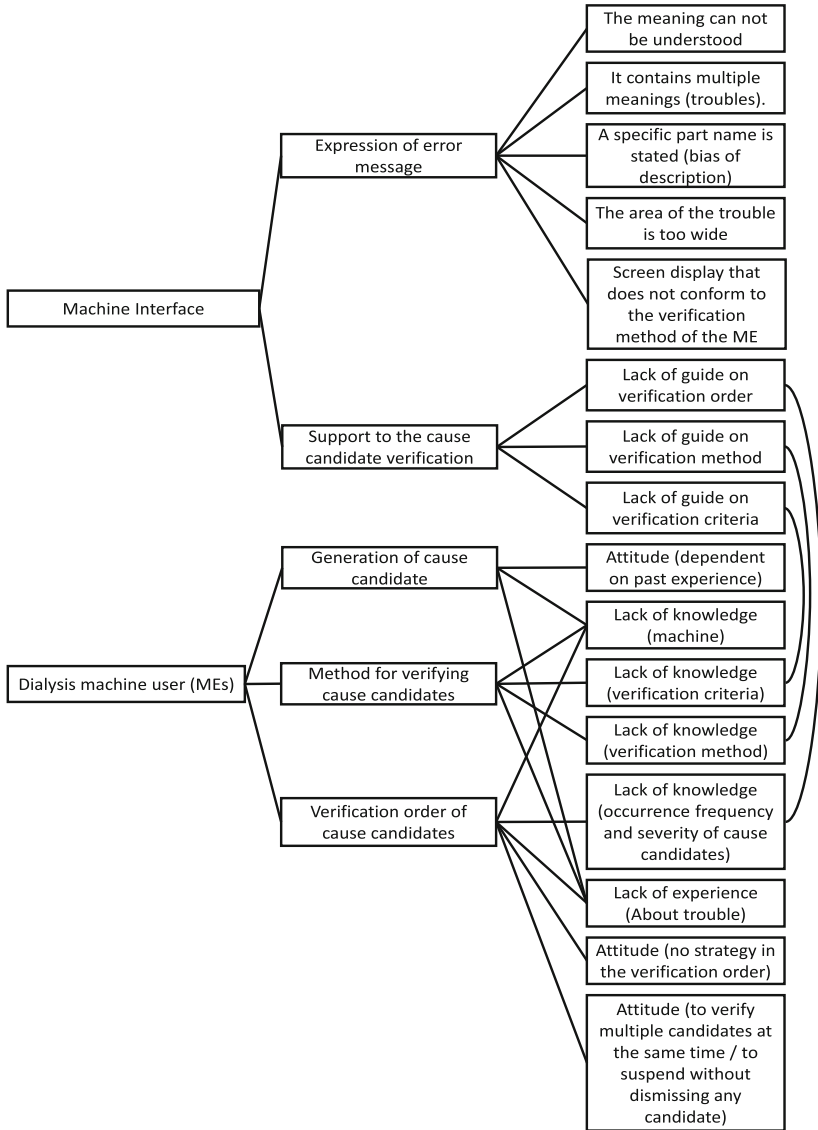 The meaning can not
be understood
It contains multiple
meanings (troubles).
A specific part name is
stated (bias of
description)
Expression of error
message
The area of the trouble
is too wide
Screen display that
does not conform to
the verification
method of the ME
Machine Interface
Lack of guide on
verification order
Support to the cause
candidate verification
Lack of guide on
verification method
Lack of guide on
verification criteria
Generation of cause
candidate
Attitude (dependent
on past experience)
Lack of knowledge
(machine)
Dialysis machine user (MEs)
Method for verifying
cause candidates
Lack of knowledge
(verification criteria)
Lack of knowledge
(verification method)
Verification order of
cause candidates
Lack of knowledge
(occurrence frequency
and severity of cause
candidates)
Lack of experience
(About trouble)
Attitude (no strategy in
the verification order)
Attitude (to verify
multiple candidates at
the same time / to
suspend without
dismissing any
candidate)